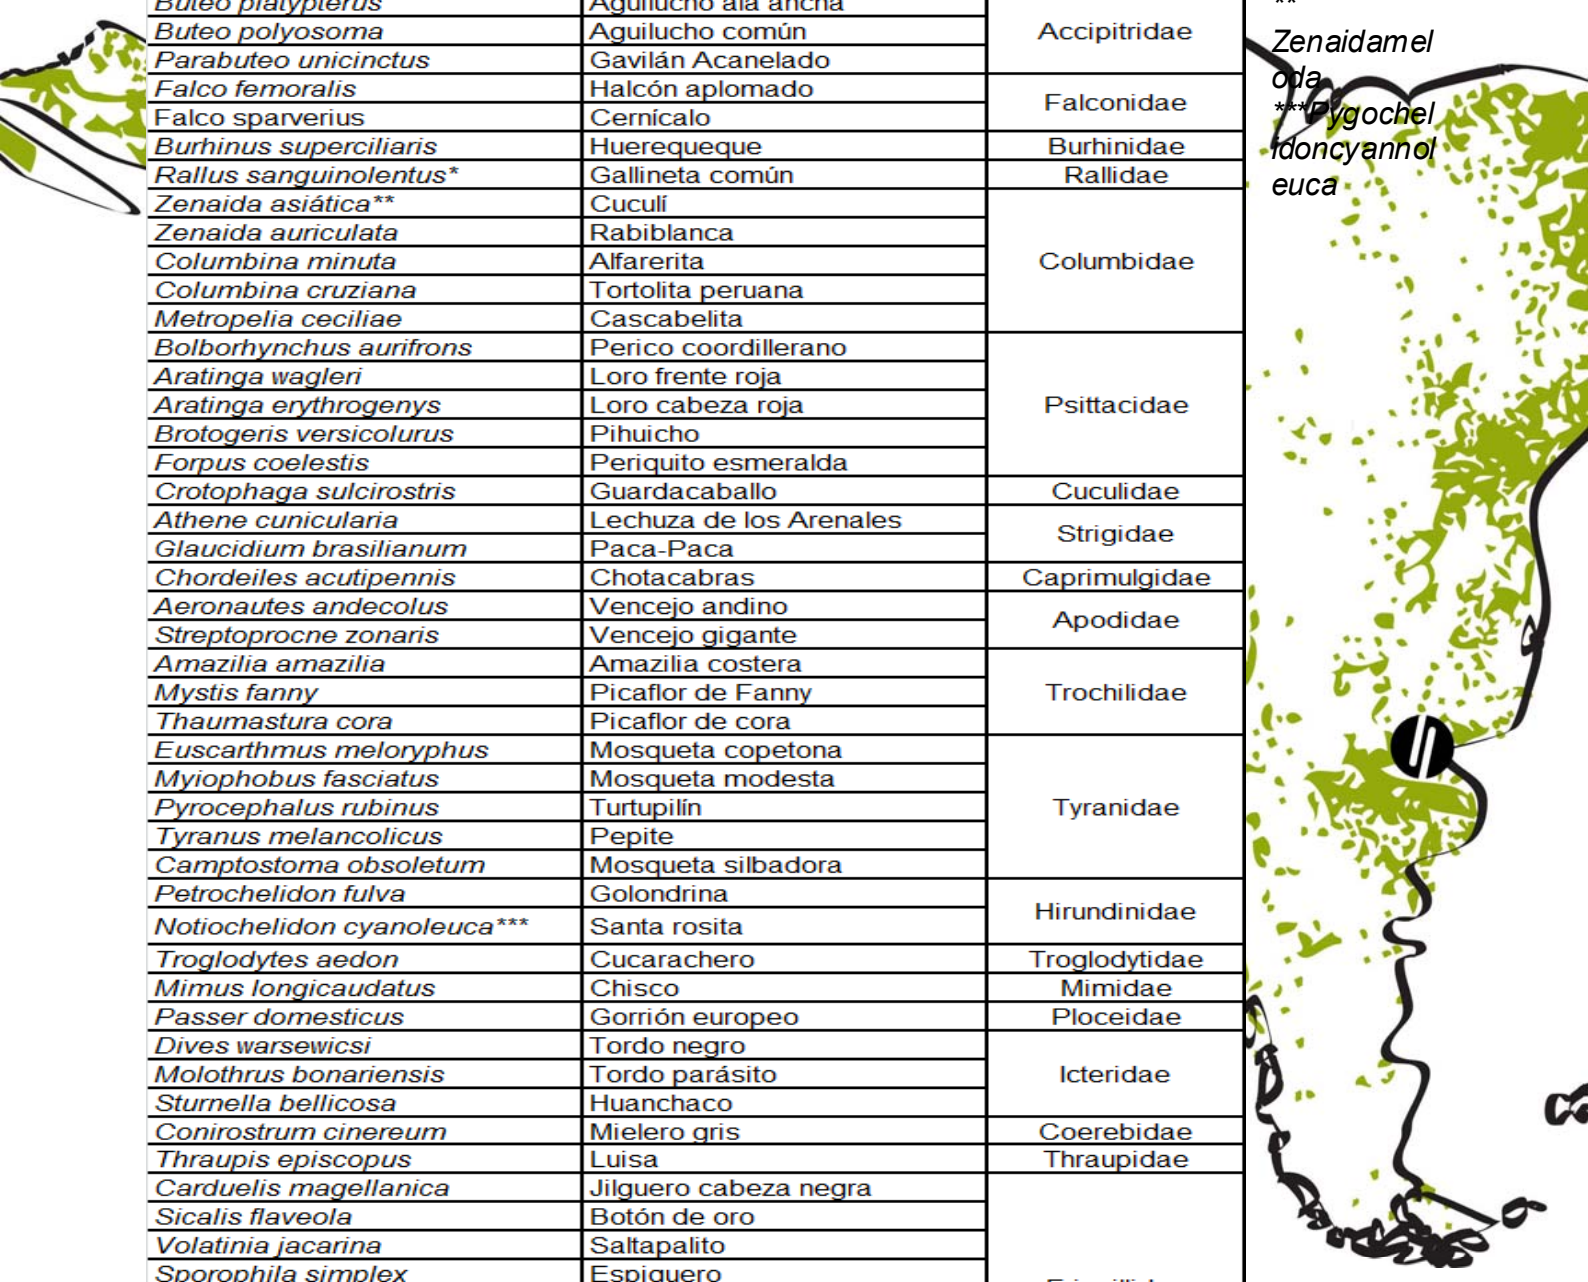 Buteo platypterus Aguilucho ala ancha
Buteo polyosoma Aguilucho común Accipitridae
Parabuteo unicinctus Gavilán Acanelado
Falco femoralis Halcón aplomado Falconidae
Falco sparverius Cernícalo
Burhinus superciliaris Huerequeque Burhinidae
Rallus sanguinolentus* Gallineta común Rallidae
Zenaida asiática** Cuculí
Zenaida auriculata Rabiblanca
Columbina minuta Alfarerita Columbidae
Columbina cruziana Tortolita peruana
Metropelia ceciliae Cascabelita
Bolborhynchus aurifrons Perico coordillerano
Aratinga wagleri Loro frente roja
Aratinga erythrogenys Loro cabeza roja Psittacidae
Brotogeris versicolurus Pihuicho
Forpus coelestis Periquito esmeralda
Crotophaga sulcirostris Guardacaballo Cuculidae
Athene cunicularia Lechuza de los Arenales Strigidae
Glaucidium brasilianum Paca-Paca
Chordeiles acutipennis Chotacabras Caprimulgidae
Aeronautes andecolus Vencejo andino Apodidae
Streptoprocne zonaris Vencejo gigante
Amazilia amazilia Amazilia costera
Mystis fanny Picaflor de Fanny Trochilidae
Thaumastura cora Picaflor de cora
Euscarthmus meloryphus Mosqueta copetona
Myiophobus fasciatus Mosqueta modesta
Pyrocephalus rubinus Turtupilín Tyranidae
Tyranus melancolicus Pepite
Camptostoma obsoletum Mosqueta silbadora
Petrochelidon fulva Golondrina Hirundinidae
Notiochelidon cyanoleuca*** Santa rosita
Troglodytes aedon Cucarachero Troglodytidae
Mimus longicaudatus Chisco Mimidae
Passer domesticus Gorrión europeo Ploceidae
Dives warsewicsi Tordo negro
Molothrus bonariensis Tordo parásito Icteridae
Sturnella bellicosa Huanchaco
Conirostrum cinereum Mielero gris Coerebidae
Thraupis episcopus Luisa Thraupidae
Carduelis magellanica Jilguero cabeza negra
Sicalis flaveola Botón de oro
Volatinia jacarina Saltapalito
Sporophila simplex Espiguero
**
Zenaidamel
oda
***Pygochel
idoncyannol
euca